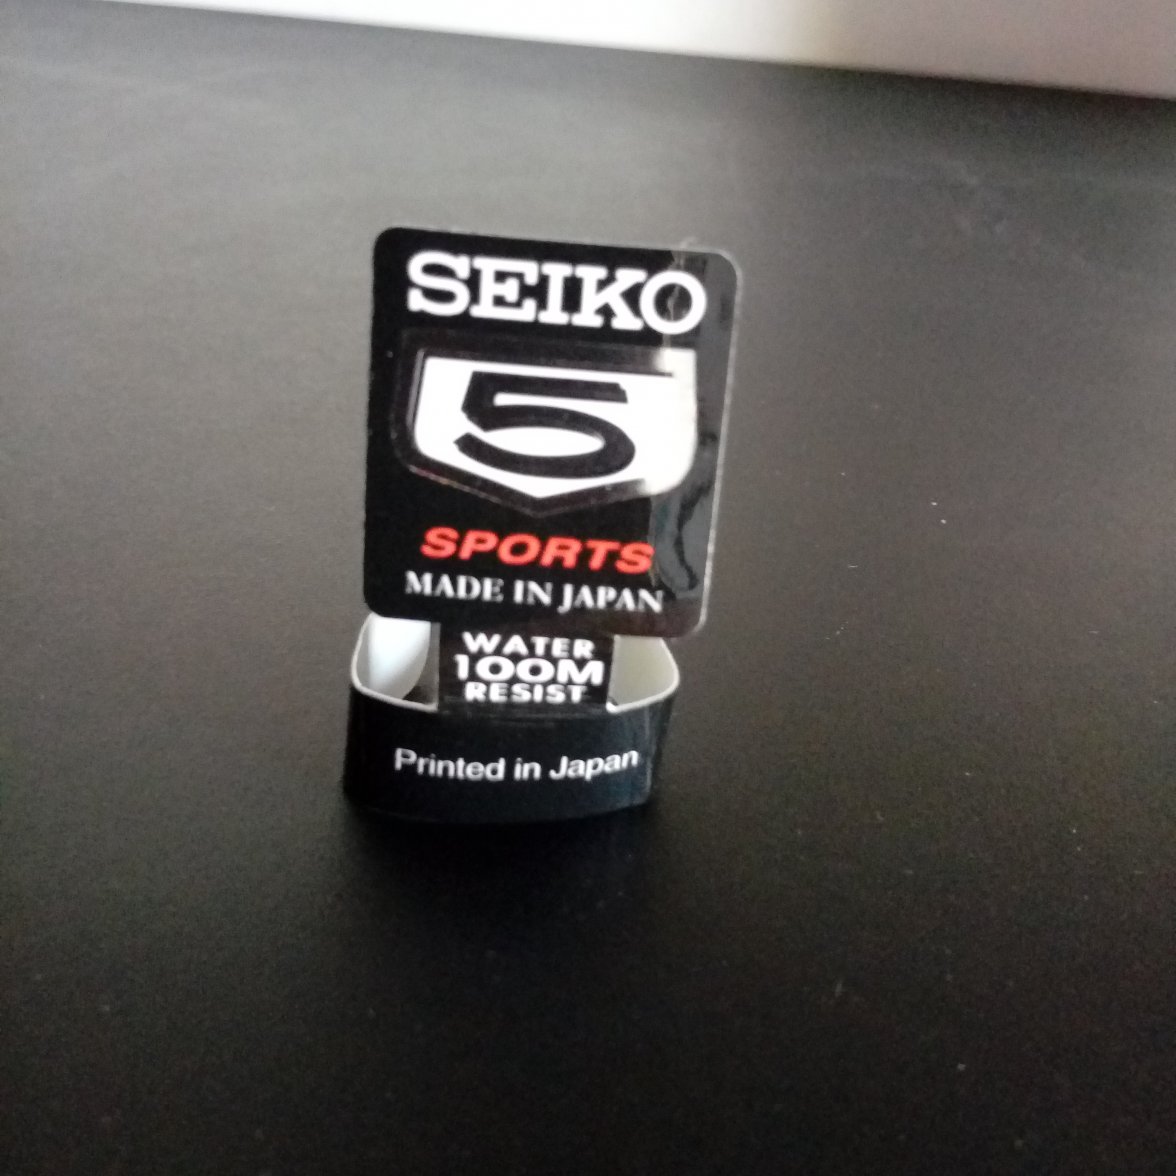 SEIKO
5
SPORTS
MADE IN JAPAN
WATER
100M
RESIST
Printed in Japan